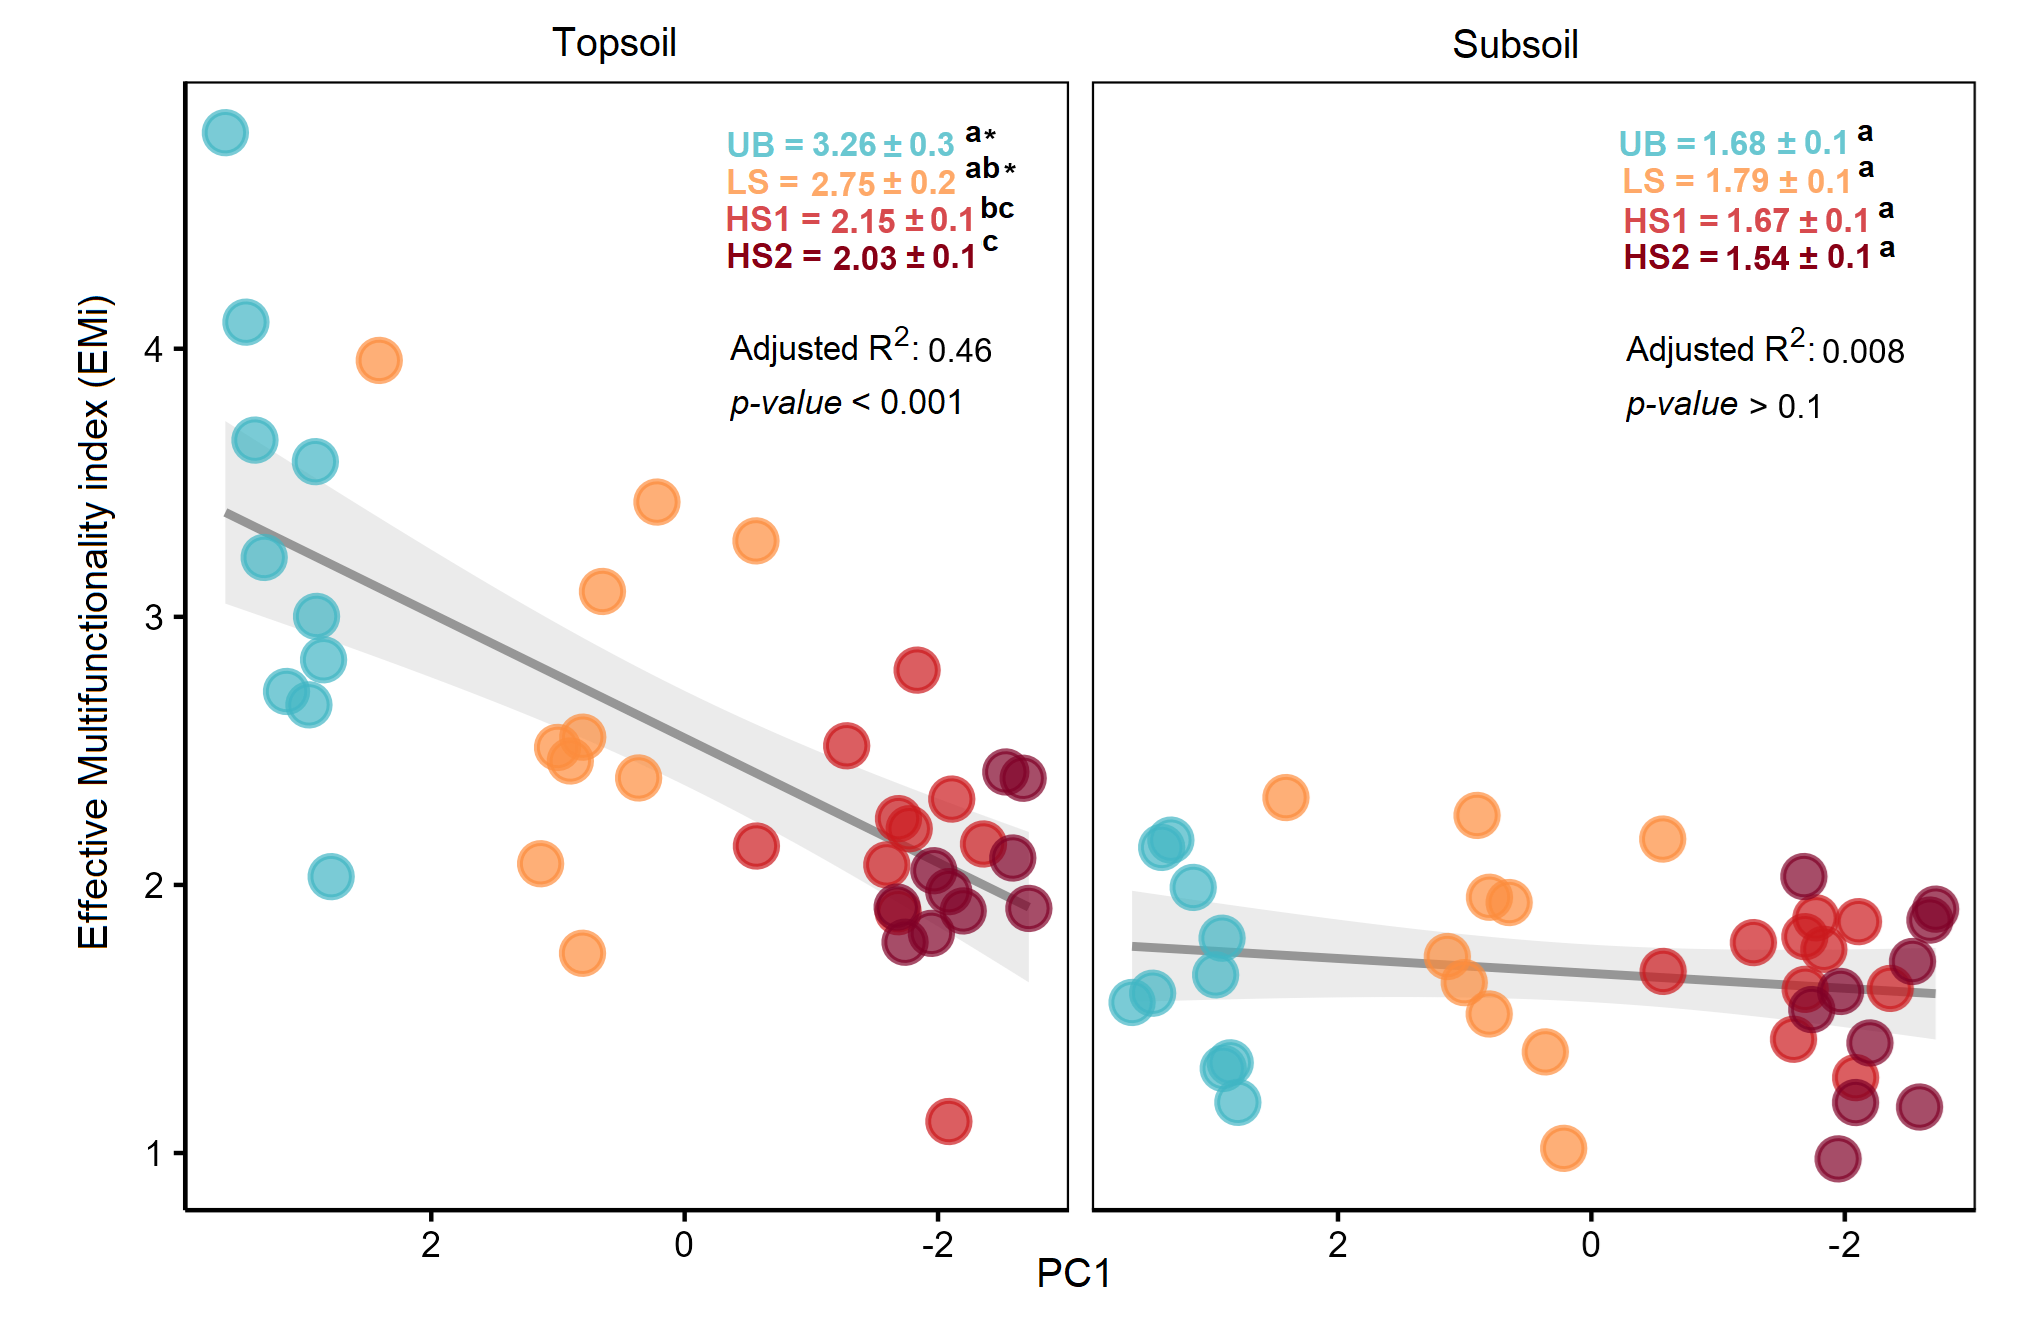 Topsoil
Subsoil
UB = 3.26 ± 0.3 a*
LS = 2.75 ± 0.2 ab*
HS1 = 2.15 ± 0.1 bc
HS2 = 2.03 ± 0.1 c
Adjusted R2: 0.46
p-value < 0.001
UB = 1.68 ± 0.1 a
LS = 1.79 ± 0.1 a
HS1 = 1.67 ± 0.1 a
HS2 = 1.54 ± 0.1 a
Adjusted R2: 0.008
p-value > 0.1
Effective Multifunctionality index (EMi)
4
3
2
1
2 0 -2
2 0 -2
PC1